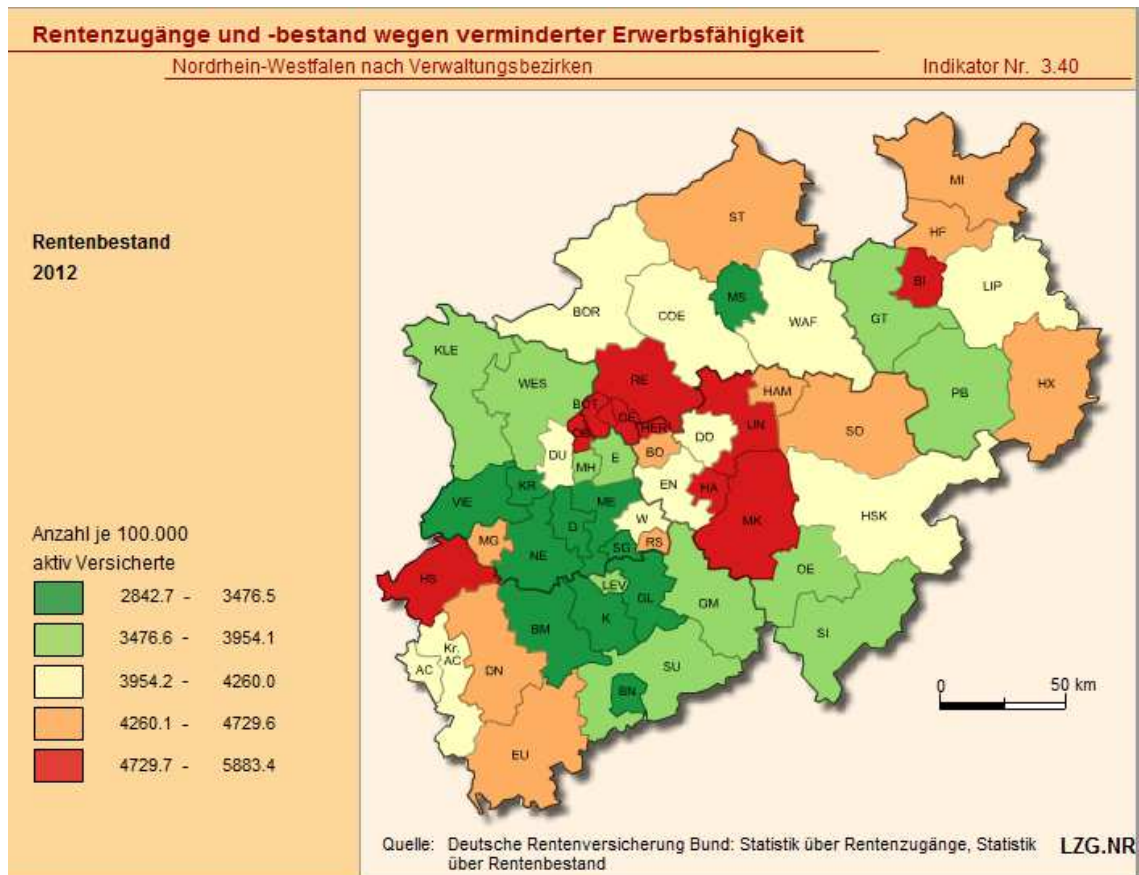 Rentenzugänge und -bestand wegen verminderter Erwerbsfähigkeit
Nordrhein-Westfalen nach Verwaltungsbezirken Indikator Nr. 3.40
Rentenbestand
2012
Anzahl je 100.000
aktiv Versicherte
2842.7 - 3476.5
3476.6 - 3954.1
3954.2 - 4260.0
4260.1 - 4729.6
4729.7 - 5883.4
MI
ST
HF
BI
LIP
MS
BOR
COE
WAF
GT
KLE
WES
RE
HAM
PB
HX
BOT
GE
OB
HER
UN
SO
DU
DO
BO
E
MH
EN
HA
KR
VIE
ME
MK
HSK
W
D
MG
NE
SG
RS
HS
LEV
GL
OE
GM
BM
K
SI
Kr.
AC
AC
DN
SU
BN
EU
0 50 km
Quelle: Deutsche Rentenversicherung Bund: Statistik über Rentenzugänge, Statistik
über Rentenbestand
LZG.NR